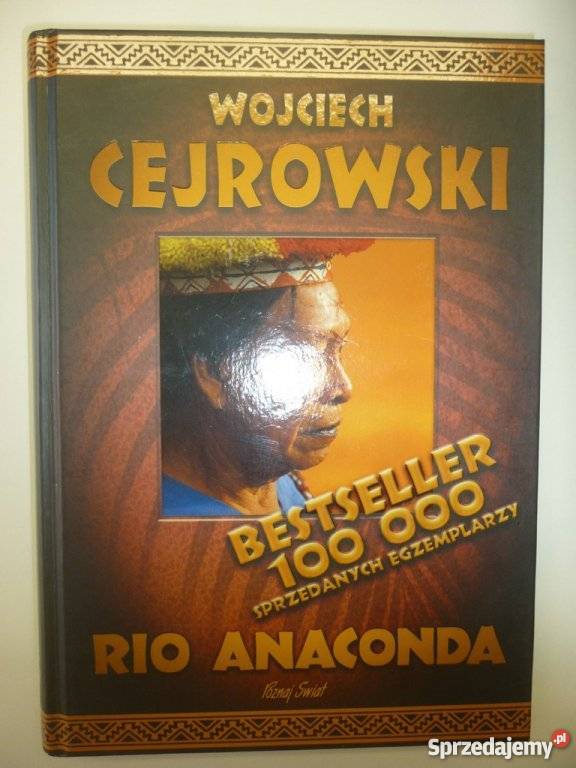 WOJCIECH
CEJROWSKI
BESTSELLER
100 000
SPRZEDANYCH EGZEMPLARZY
RIO ANACONDA
Poznaj Świat
Sprzedajemy.pl